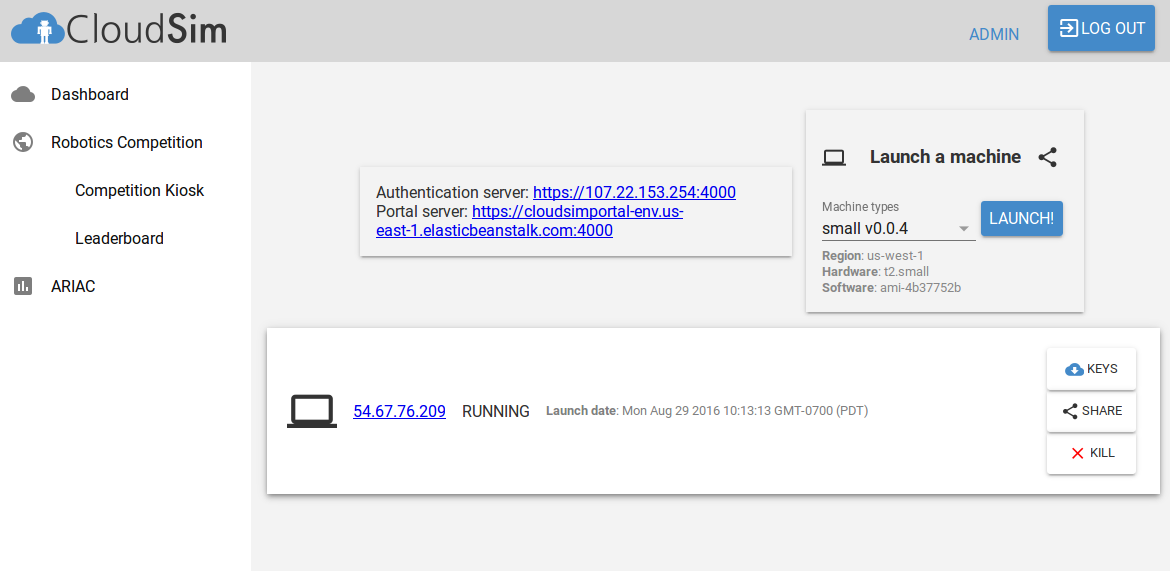 CloudSim
ADMIN
LOG OUT
Dashboard
Robotics Competition
Competition Kiosk
Leaderboard
ARIAC
Authentication server: https://107.22.153.254:4000
Portal server: https://cloudsimportal-env.us-
east-1.elasticbeanstalk.com:4000
Launch a machine
Machine types
small v0.0.4
LAUNCH!
Region: us-west-1
Hardware: t2.small
Software: ami-4b37752b
54.67.76.209 RUNNING Launch date: Mon Aug 29 2016 10:13:13 GMT-0700 (PDT)
KEYS
SHARE
KILL